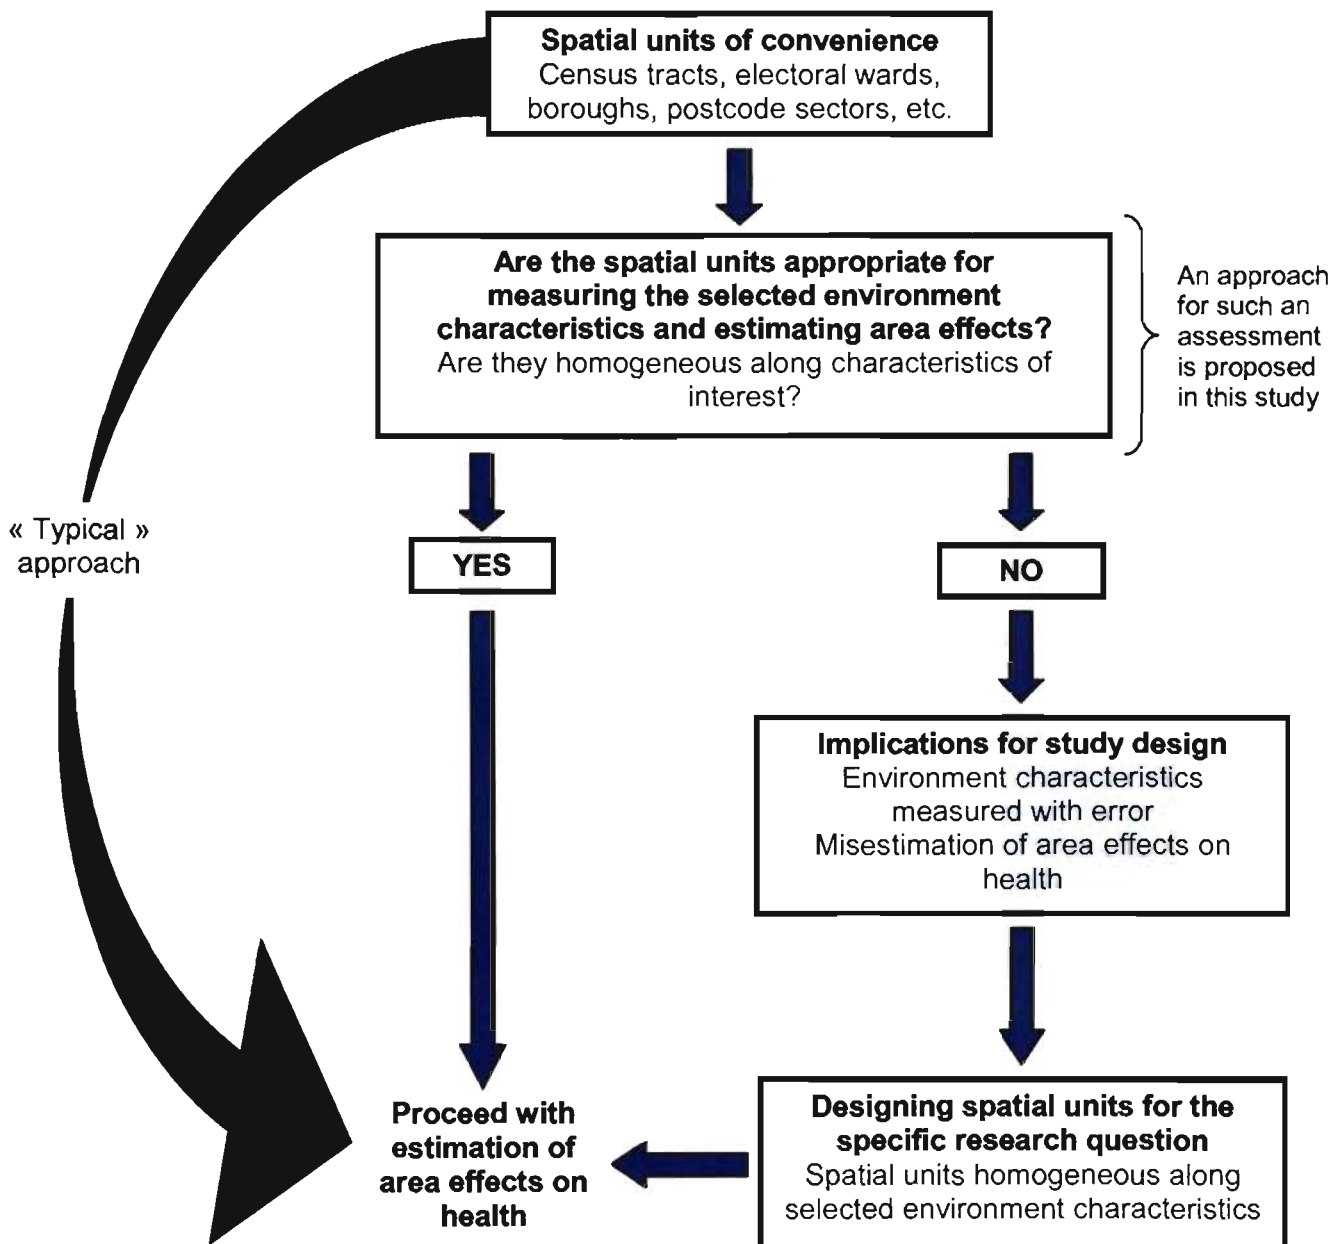 Spatial units of convenience
Census tracts, electoral wards,
boroughs, postcode sectors, etc.
Are the spatial units appropriate for
measuring the selected environment
characteristics and estimating area effects?
Are they homogeneous along characteristics of
interest?
An approach
for such an
assessment
is proposed
in this study
« Typical »
approach
YES
NO
Implications for study design
Environment characteristics
measured with error
Misestimation of area effects on
health
Designing spatial units for the
specific research question
Spatial units homogeneous along
selected environment characteristics
Proceed with
estimation of
area effects on
health